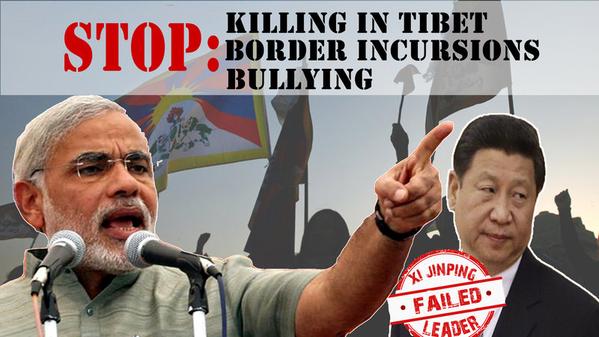 STOP: KILLING IN TIBET
BORDER INCURSIONS
BULLYING
XI JINPING
FAILED
LEADER